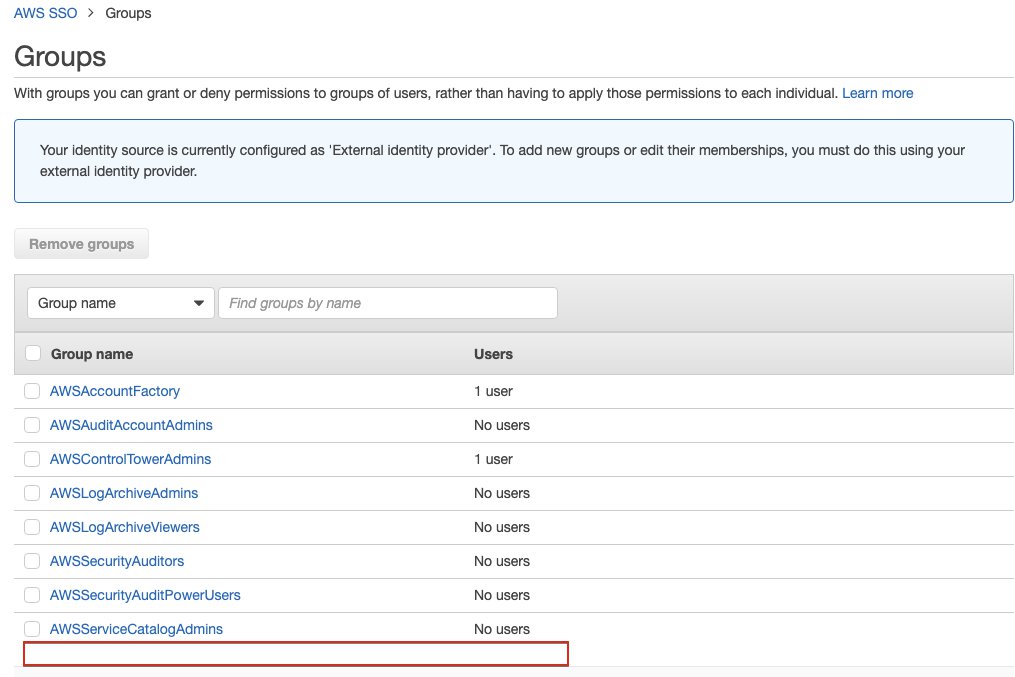 AWS SSO > Groups
Groups
With groups you can grant or deny permissions to groups of users, rather than having to apply those permissions to each individual. Learn more
Your identity source is currently configured as 'External identity provider'. To add new groups or edit their memberships, you must do this using your
external identity provider.
Remove groups
Group name Find groups by name
Group name Users
AWSAccountFactory 1 user
AWSAuditAccountAdmins No users
AWSControlTowerAdmins 1 user
AWSLogArchiveAdmins No users
AWSLogArchiveViewers No users
AWSSecurityAuditors No users
AWSSecurityAuditPowerUsers No users
AWSServiceCatalogAdmins No users